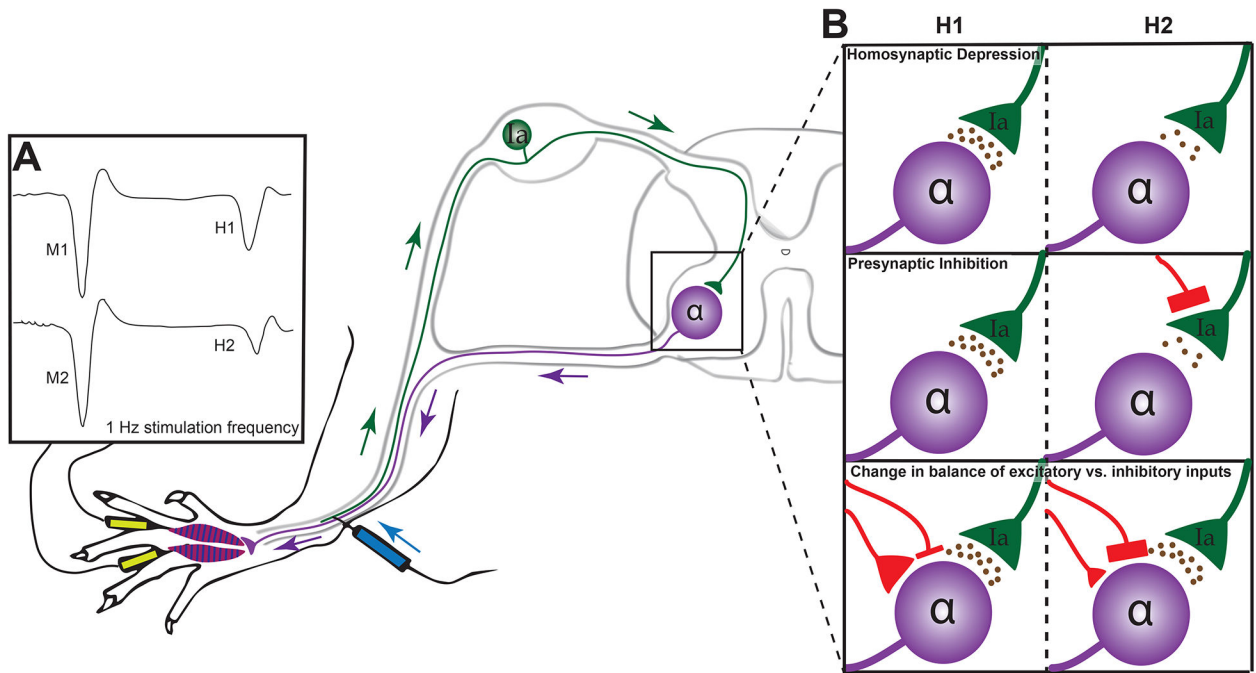 A
M1
H1
M2
H2
1 Hz stimulation frequency
Ia
α
B
H1
H2
Homosynaptic Depression
Ia
α
Ia
α
Presynaptic Inhibition
Ia
α
Ia
α
Change in balance of excitatory vs. inhibitory inputs
Ia
α
Ia
α